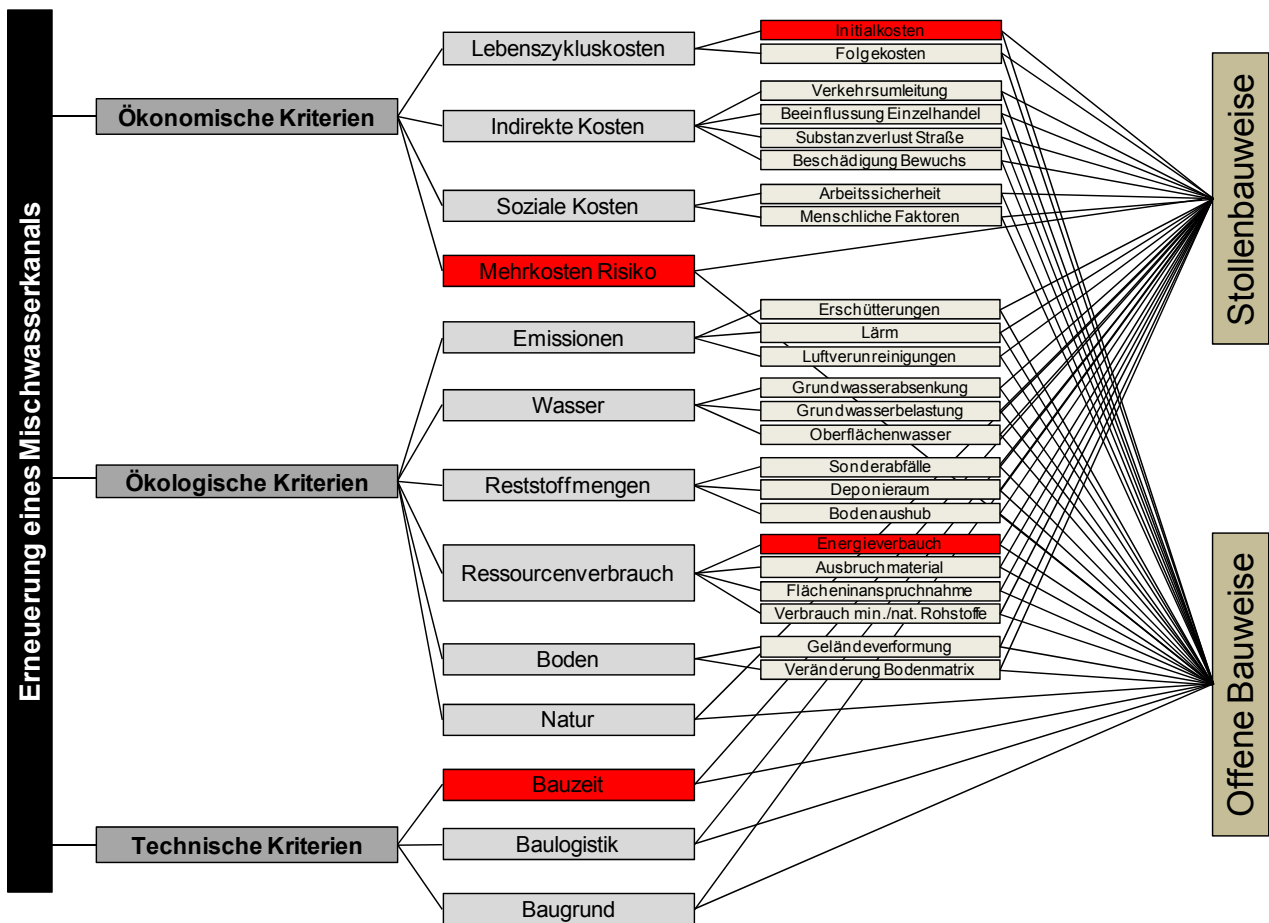 Erneuerung eines Mischwasserkanals
Ökonomische Kriterien
Lebenszykluskosten
Initialkosten
Folgekosten
Indirekte Kosten
Verkehrsumleitung
Beeinflussung Einzelhandel
Substanzverlust Straße
Beschädigung Bewuchs
Soziale Kosten
Arbeitssicherheit
Menschliche Faktoren
Mehrkosten Risiko
Ökologische Kriterien
Emissionen
Erschütterungen
Lärm
Luftverunreinigungen
Wasser
Grundwasserabsenkung
Grundwasserbelastung
Oberflächenwasser
Reststoffmengen
Sonderabfälle
Deponieraum
Bodenaushub
Ressourcenverbrauch
Energieverbauch
Ausbruchmaterial
Flächeninanspruchnahme
Verbrauch min./nat. Rohstoffe
Boden
Geländeverformung
Veränderung Bodenmatrix
Natur
Technische Kriterien
Bauzeit
Baulogistik
Baugrund
Stollenbauweise
Offene Bauweise